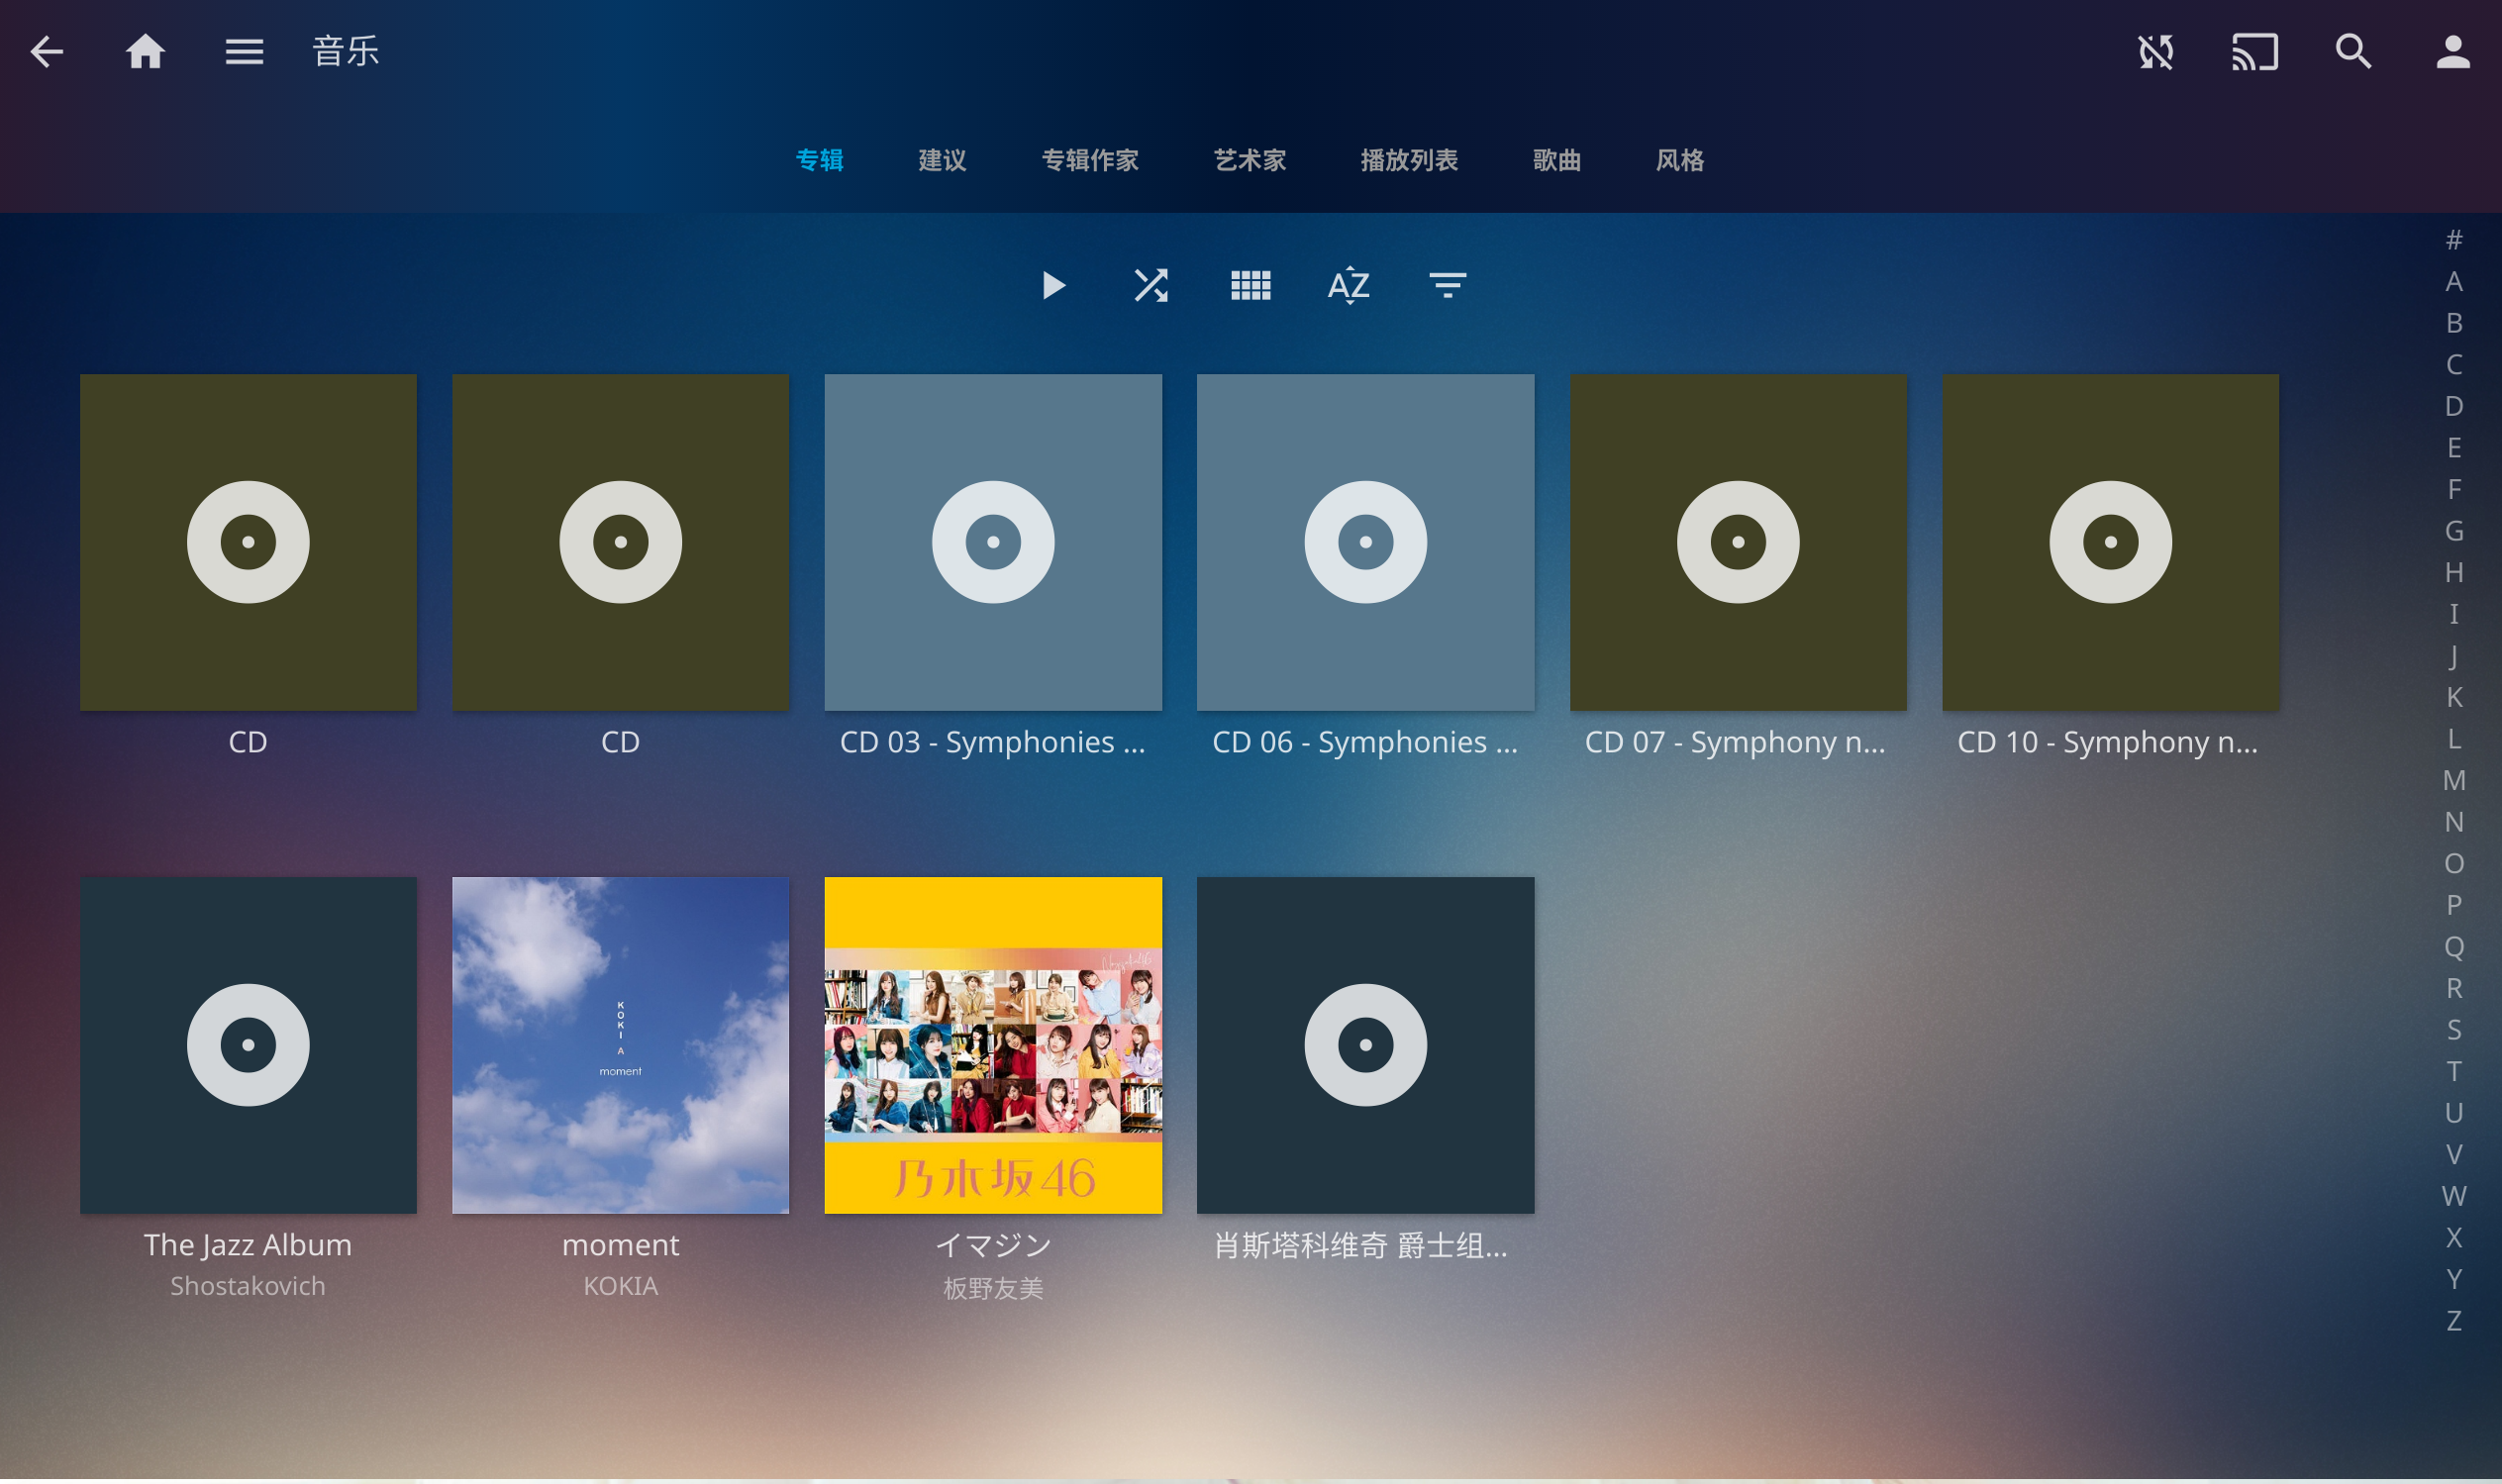 音乐
专辑 建议 专辑作家 艺术家 播放列表 歌曲 风格
AZ
CD
CD
CD 03 - Symphonies ...
CD 06 - Symphonies ...
CD 07 - Symphony n...
CD 10 - Symphony n...
KOKIA
moment
乃木坂46
The Jazz Album
Shostakovich
moment
KOKIA
イマジン
板野友美
肖斯塔科维奇 爵士组...
#
A
B
C
D
E
F
G
H
I
J
K
L
M
N
O
P
Q
R
S
T
U
V
W
X
Y
Z